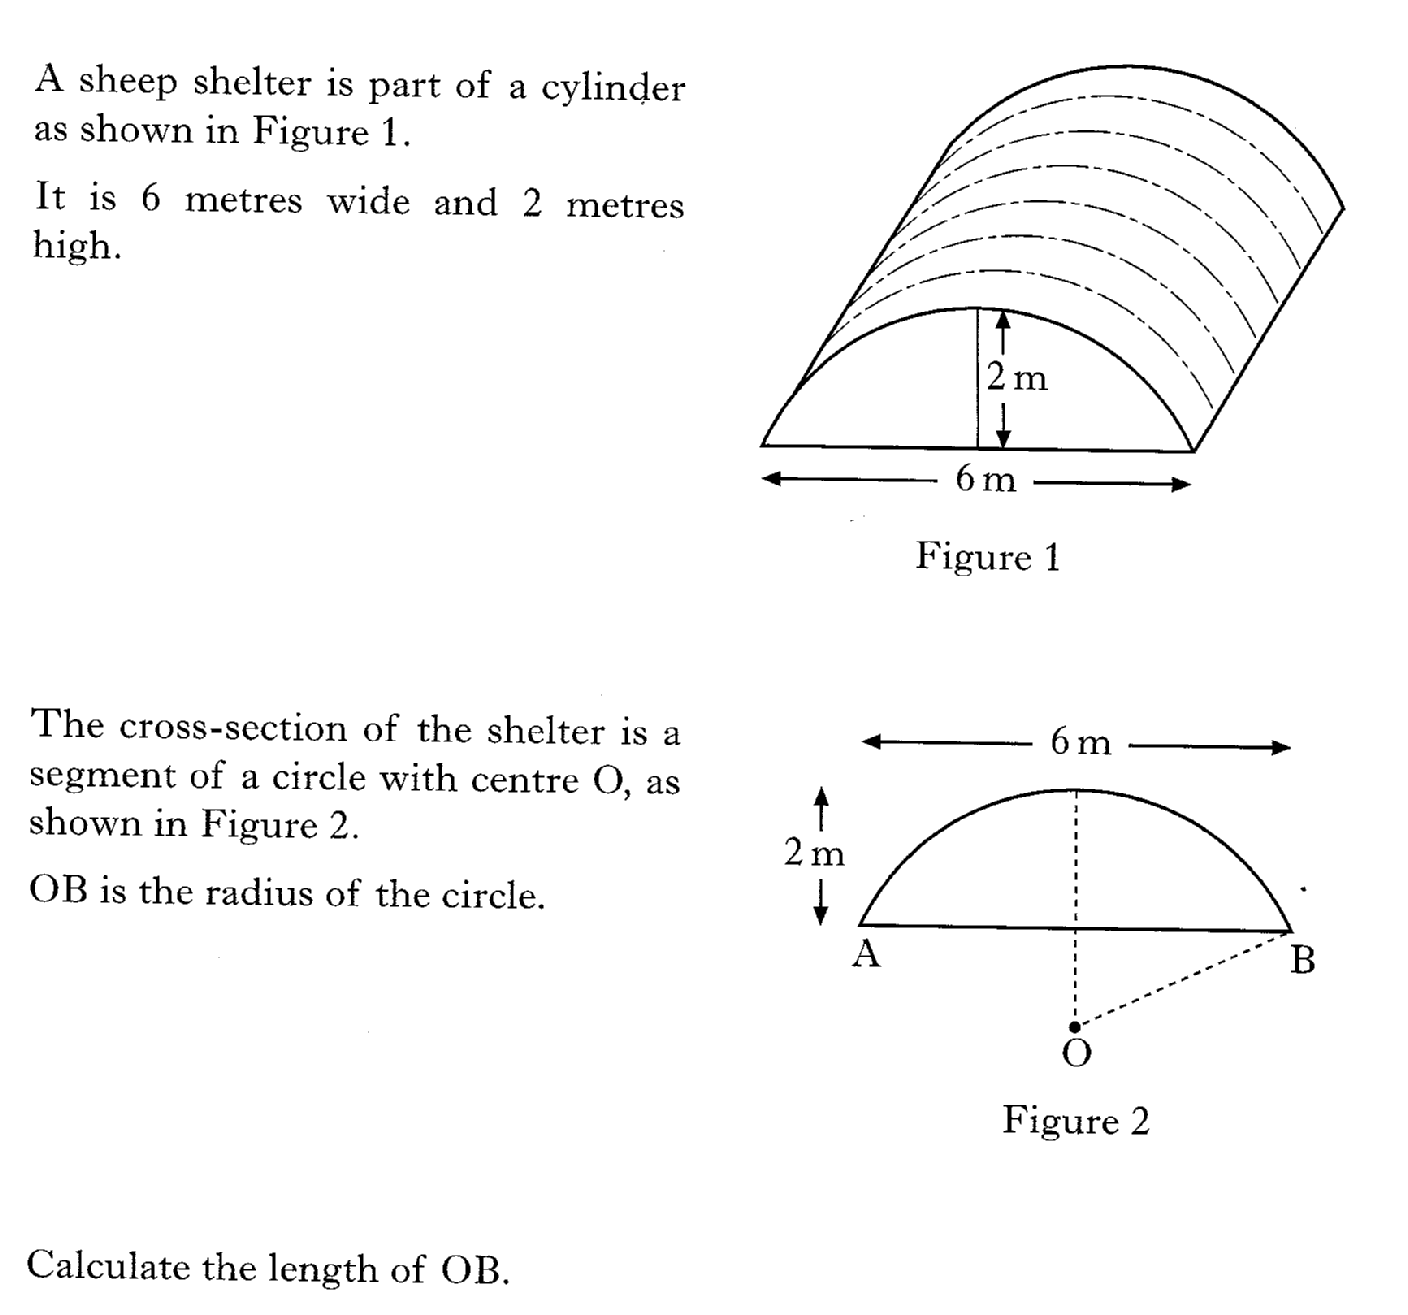 A sheep shelter is part of a cylinder
as shown in Figure 1.
It is 6 metres wide and 2 metres
high.
2 m
6 m
Figure 1
The cross-section of the shelter is a
segment of a circle with centre O, as
shown in Figure 2.
OB is the radius of the circle.
6 m
2 m
A
B
O
Figure 2
Calculate the length of OB.